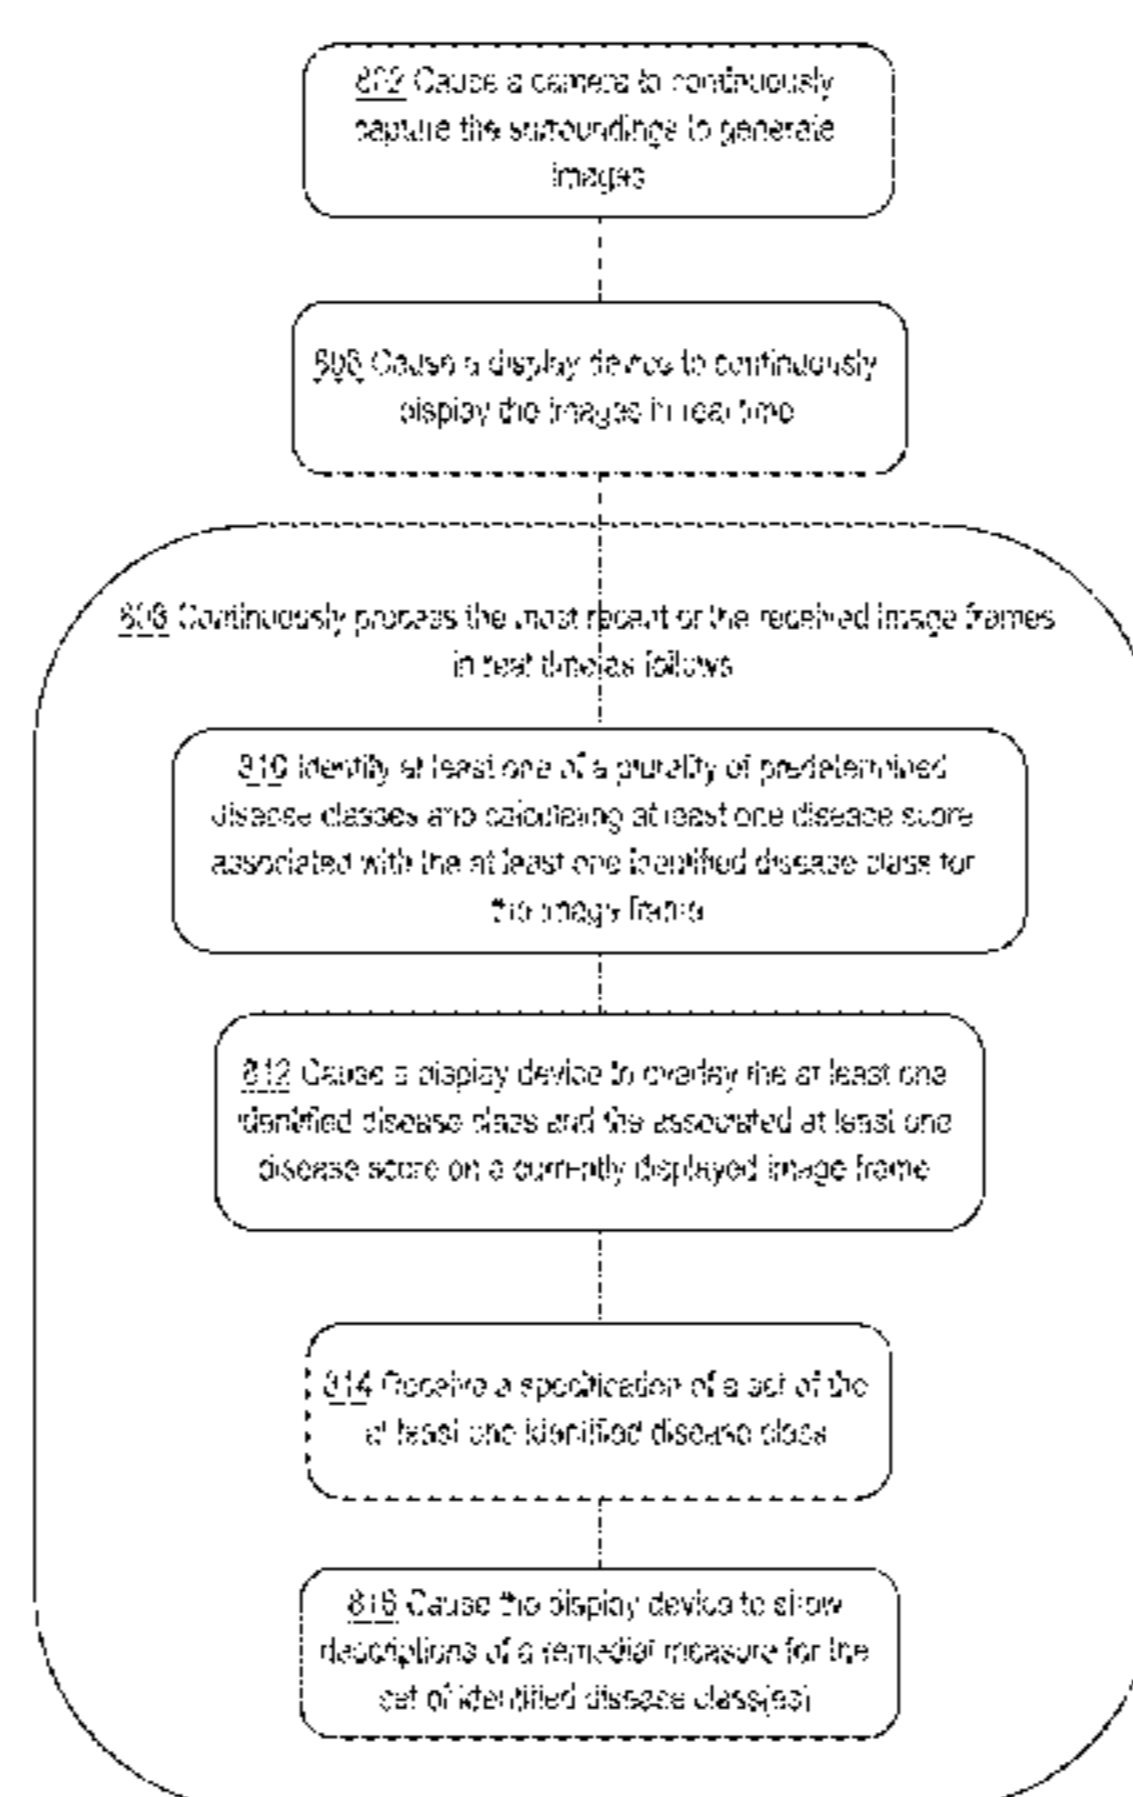 802 Cause a camera to continuously
capture the surroundings to generate
images
806 Cause a display device to continuously
display the images in real time
808 Continuously process the most recent of the received image frames
in real time as follows
810 Identify at least one of a plurality of predetermined
disease classes and calculating at least one disease score
associated with the at least one identified disease class for
the image frame
812 Cause a display device to overlay the at least one
identified disease class and the associated at least one
disease score on a currently displayed image frame
814 Receive a specification of a set of the
at least one identified disease class
816 Cause the display device to show
descriptions of a remedial measure for the
set of identified disease class(es)